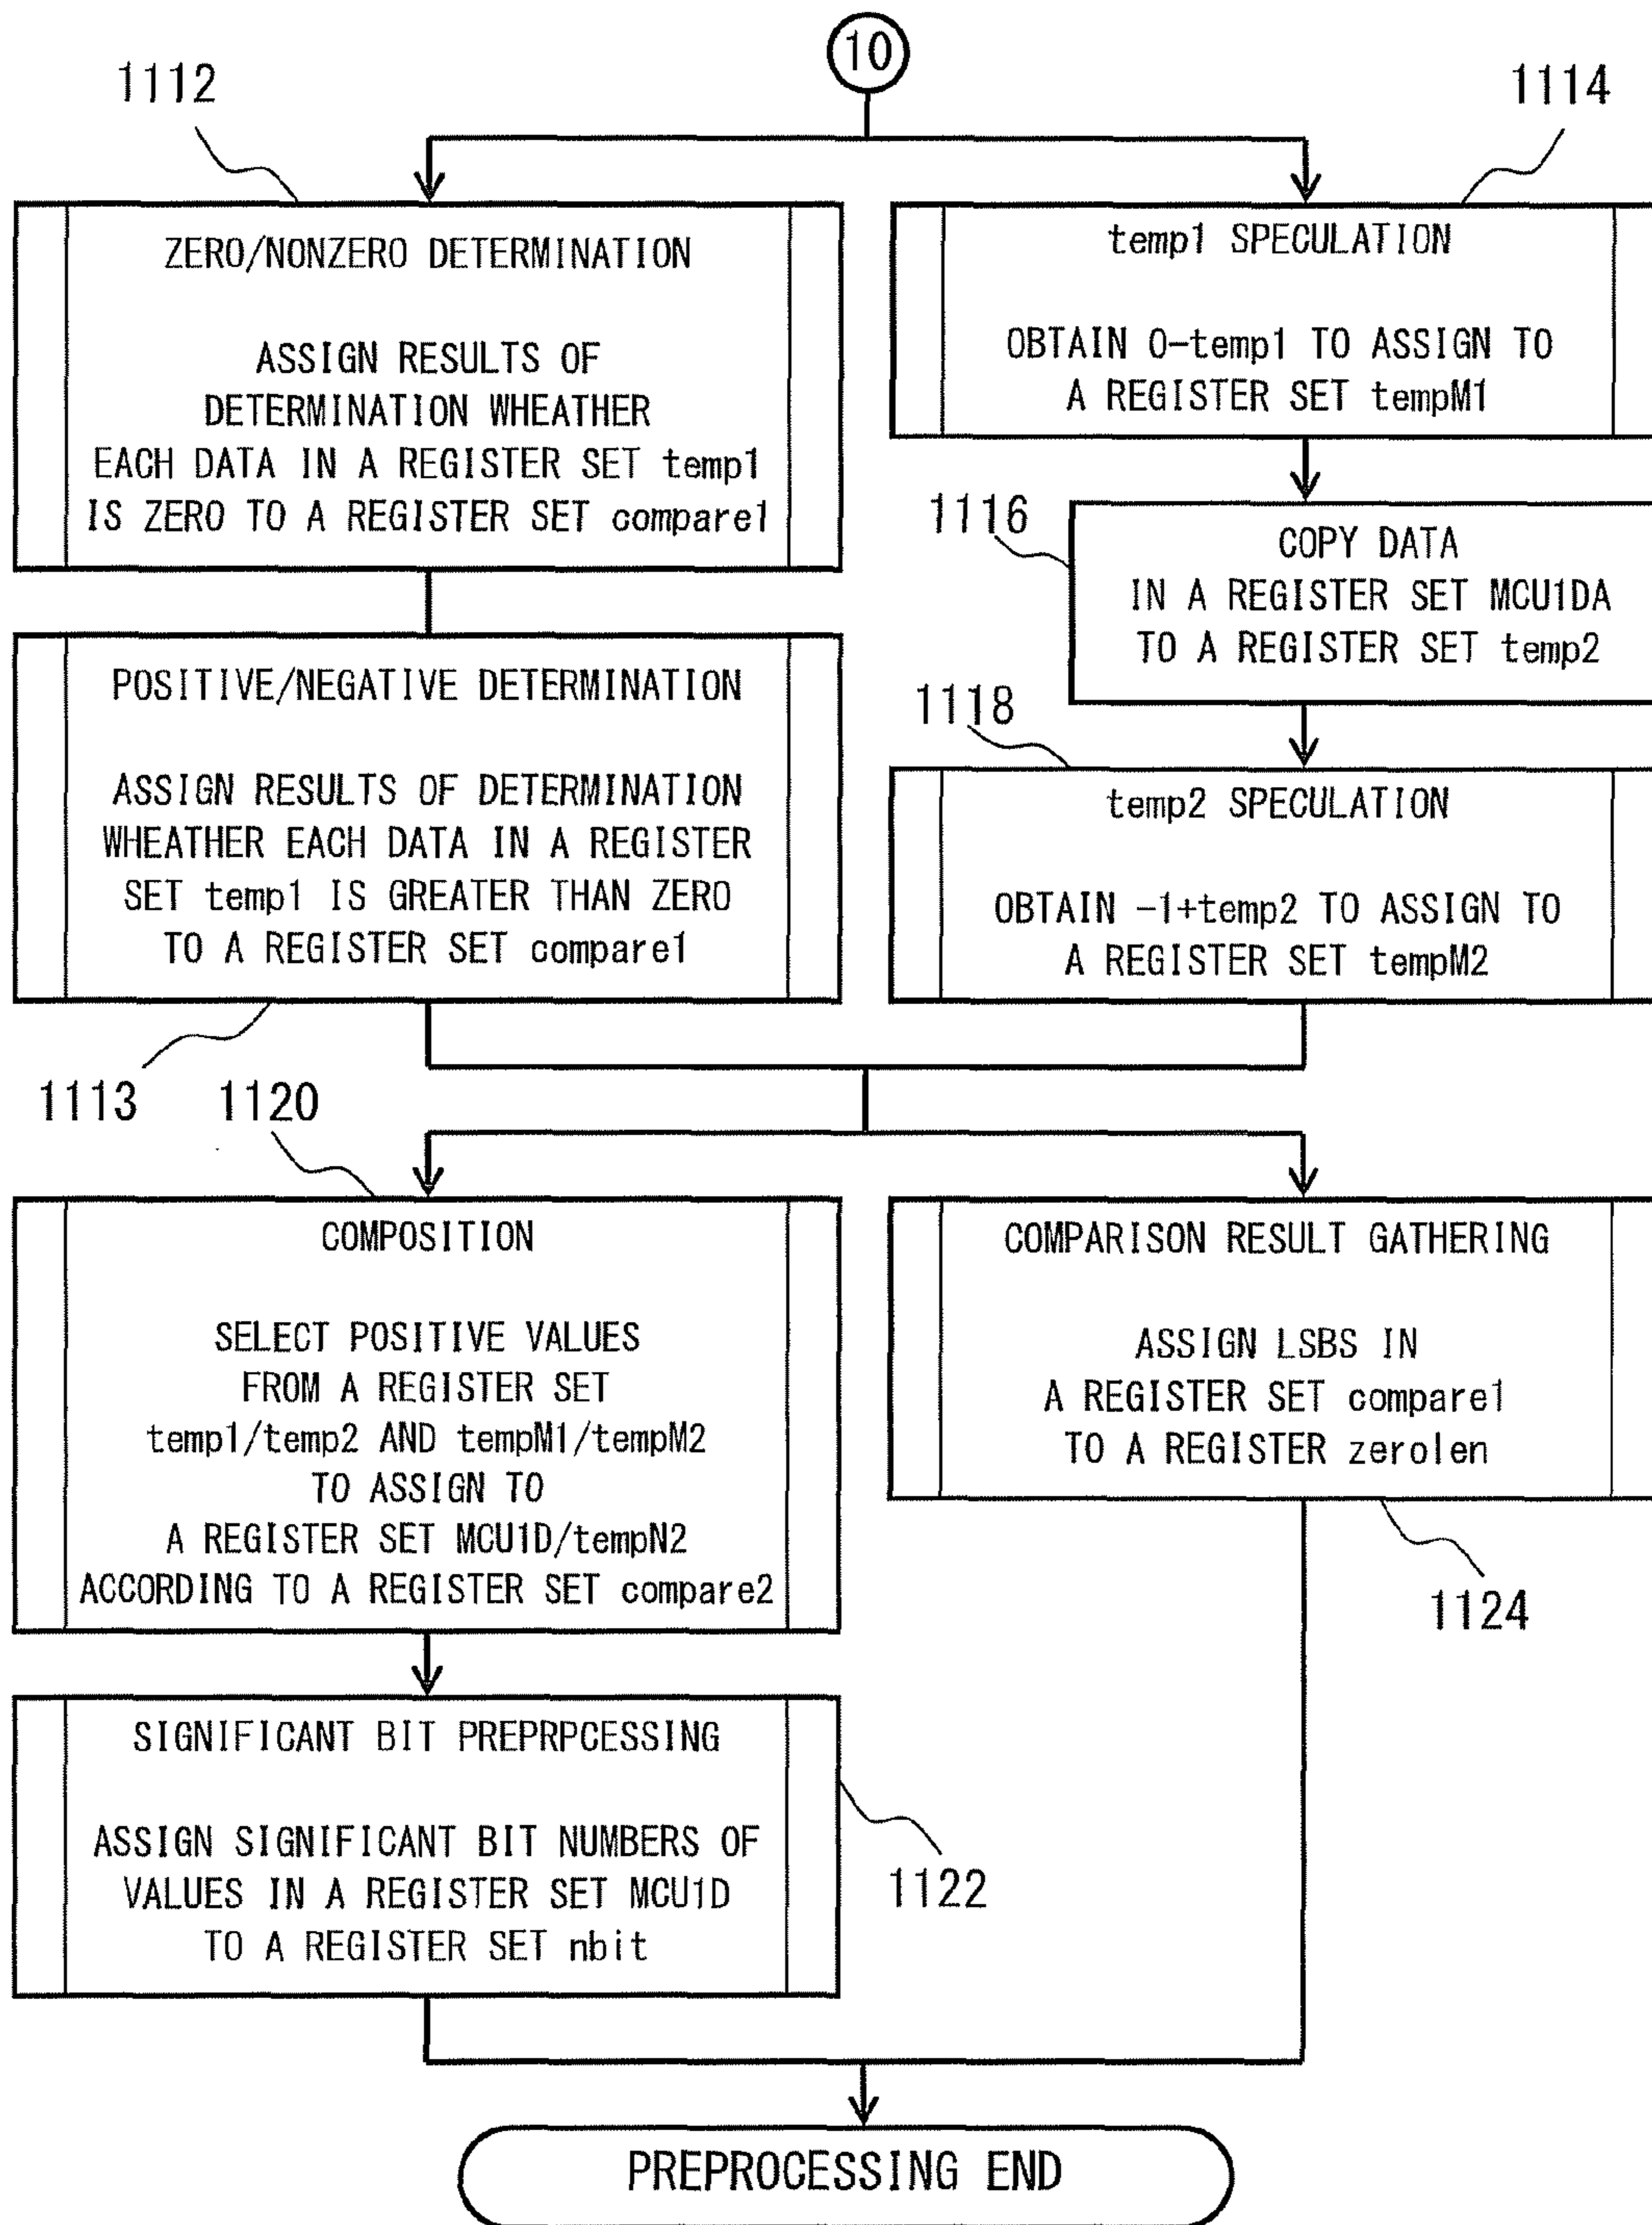 10
1112
1114
ZERO/NONZERO DETERMINATION
ASSIGN RESULTS OF
DETERMINATION WHEATHER
EACH DATA IN A REGISTER SET temp1
IS ZERO TO A REGISTER SET compare1
temp1 SPECULATION
OBTAIN 0-temp1 TO ASSIGN TO
A REGISTER SET tempM1
1116
COPY DATA
IN A REGISTER SET MCU1DA
TO A REGISTER SET temp2
POSITIVE/NEGATIVE DETERMINATION
ASSIGN RESULTS OF DETERMINATION
WHEATHER EACH DATA IN A REGISTER
SET temp1 IS GREATER THAN ZERO
TO A REGISTER SET compare1
1113
1118
temp2 SPECULATION
OBTAIN -1+temp2 TO ASSIGN TO
A REGISTER SET tempM2
1120
COMPOSITION
SELECT POSITIVE VALUES
FROM A REGISTER SET
temp1/temp2 AND tempM1/tempM2
TO ASSIGN TO
A REGISTER SET MCU1D/tempN2
ACCORDING TO A REGISTER SET compare2
COMPARISON RESULT GATHERING
ASSIGN LSBS IN
A REGISTER SET compare1
TO A REGISTER zerolen
1124
SIGNIFICANT BIT PREPRPCESSING
ASSIGN SIGNIFICANT BIT NUMBERS OF
VALUES IN A REGISTER SET MCU1D
TO A REGISTER SET nbit
1122
PREPROCESSING END